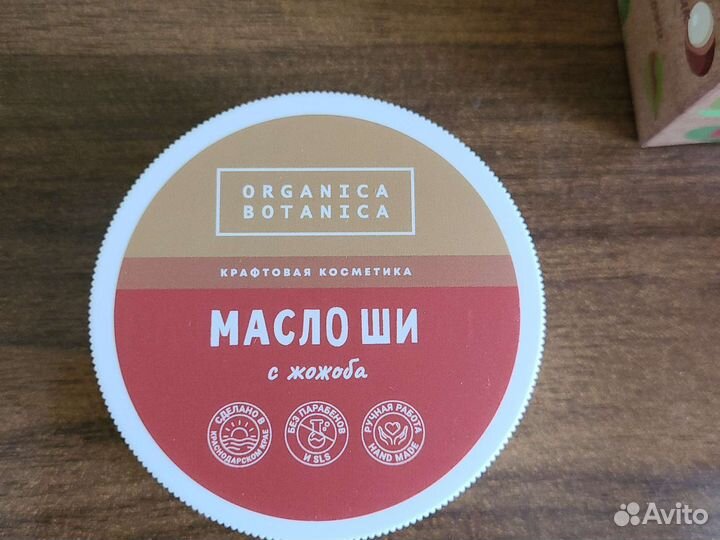 ORGANICA
BOTANICA
КРАФТОВАЯ КОСМЕТИКА
МАСЛО ШИ
с жожоба
СДЕЛАНО В
КРАСНОДАРСКОМ КРАЕ
БЕЗ ПАРАБЕНОВ
И SLS
РУЧНАЯ РАБОТА
HAND MADE
Avito